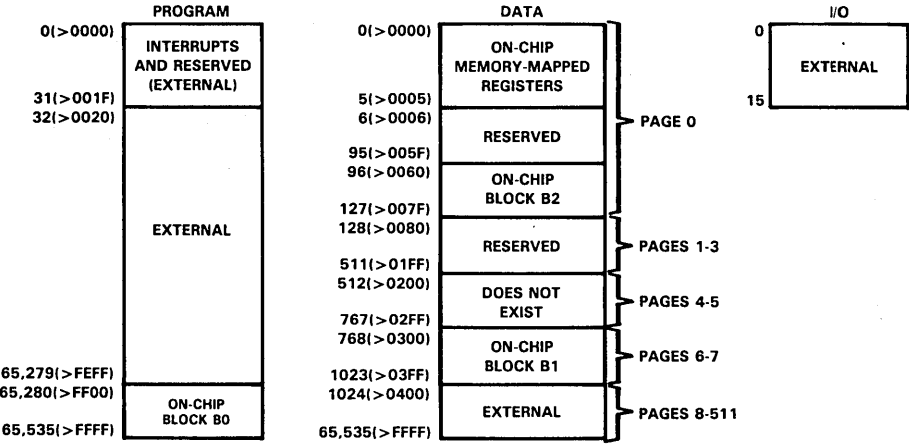 PROGRAM
0(>0000)
INTERRUPTS
AND RESERVED
(EXTERNAL)
31(>001F)
32(>0020)
EXTERNAL
65,279(>FEFF)
65,280(>FF00)
ON-CHIP
BLOCK B0
65,535(>FFFF)
DATA
0(>0000)
ON-CHIP
MEMORY-MAPPED
REGISTERS
5(>0005)
6(>0006)
RESERVED
95(>005F)
96(>0060)
ON-CHIP
BLOCK B2
127(>007F)
PAGE 0
128(>0080)
RESERVED
511(>01FF)
PAGES 1-3
512(>0200)
DOES NOT
EXIST
767(>02FF)
PAGES 4-5
768(>0300)
ON-CHIP
BLOCK B1
1023(>03FF)
PAGES 6-7
1024(>0400)
EXTERNAL
65,535(>FFFF)
PAGES 8-511
I/O
0
EXTERNAL
15